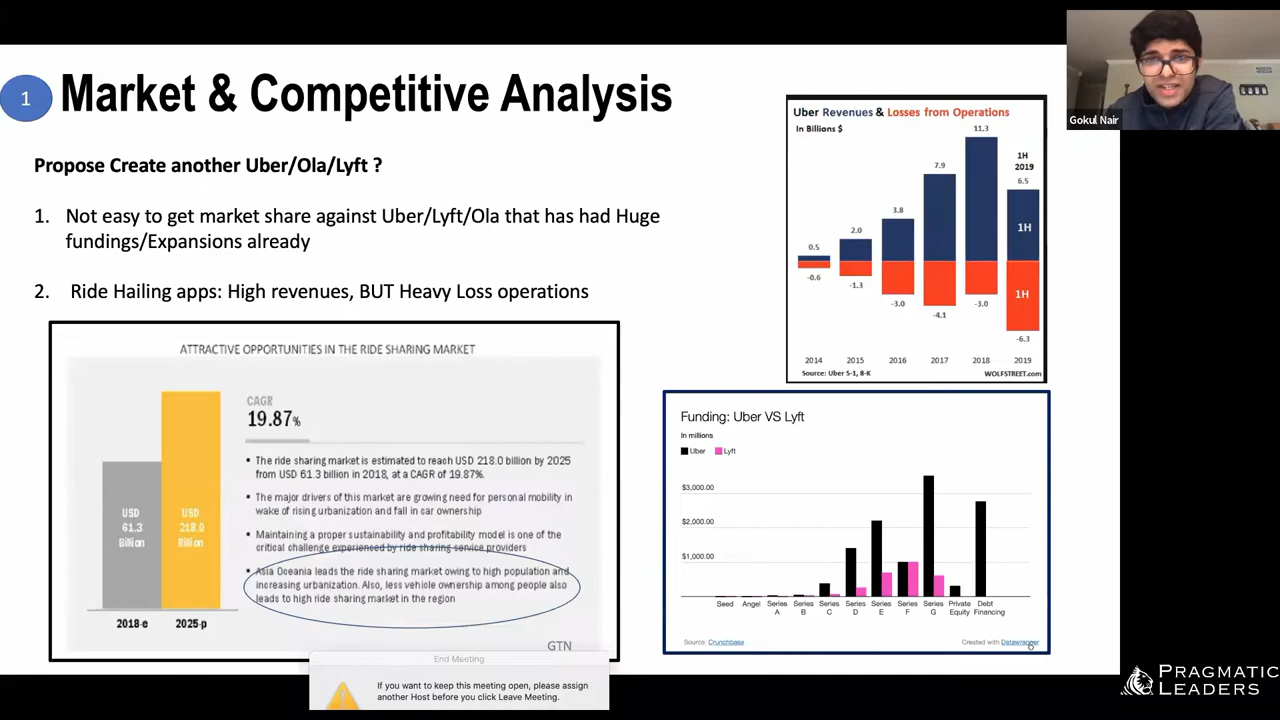 1
Market & Competitive Analysis
Propose Create another Uber/Ola/Lyft ?
1. Not easy to get market share against Uber/Lyft/Ola that has had Huge
fundings/Expansions already
2. Ride Hailing apps: High revenues, BUT Heavy Loss operations
ATTRACTIVE OPPORTUNITIES IN THE RIDE SHARING MARKET
USD
61.3
Billion
USD
218.0
Billion
2018-e
2025-p
CAGR
19.87%
The ride sharing market is estimated to reach USD 218.0 billion by 2025
from USD 61.3 billion in 2018, at a CAGR of 19.87%.
The major drivers of this market are growing need for personal mobility in
wake of rising urbanization and fall in car ownership
Maintaining a proper sustainability and profitability model is one of the
critical challenge experienced by ride sharing service providers
Asia Oceania leads the ride sharing market owing to high population and
increasing urbanization. Also, less vehicle ownership among people also
leads to high ride sharing market in the region
GTN
Uber Revenues & Losses from Operations
In Billions $
0.5
2.0
3.8
7.9
11.3
1H
2019
6.5
1H
1H
-0.6
-1.3
-3.0
-4.1
-3.0
-6.3
2014 2015 2016 2017 2018 2019
Source: Uber S-1, 8-K
WOLFSTREET.com
Funding: Uber VS Lyft
In millions
Uber Lyft
$3,000.00
$2,000.00
$1,000.00
Seed
Angel
Series
A
Series
B
Series
C
Series
D
Series
E
Series
F
Series
G
Private
Equity
Debt
Financing
Source: Crunchbase
Created with Datawrapper
6
Gokul Nair
End Meeting
If you want to keep this meeting open, please assign
another Host before you click Leave Meeting.
PRAGMATIC
LEADERS